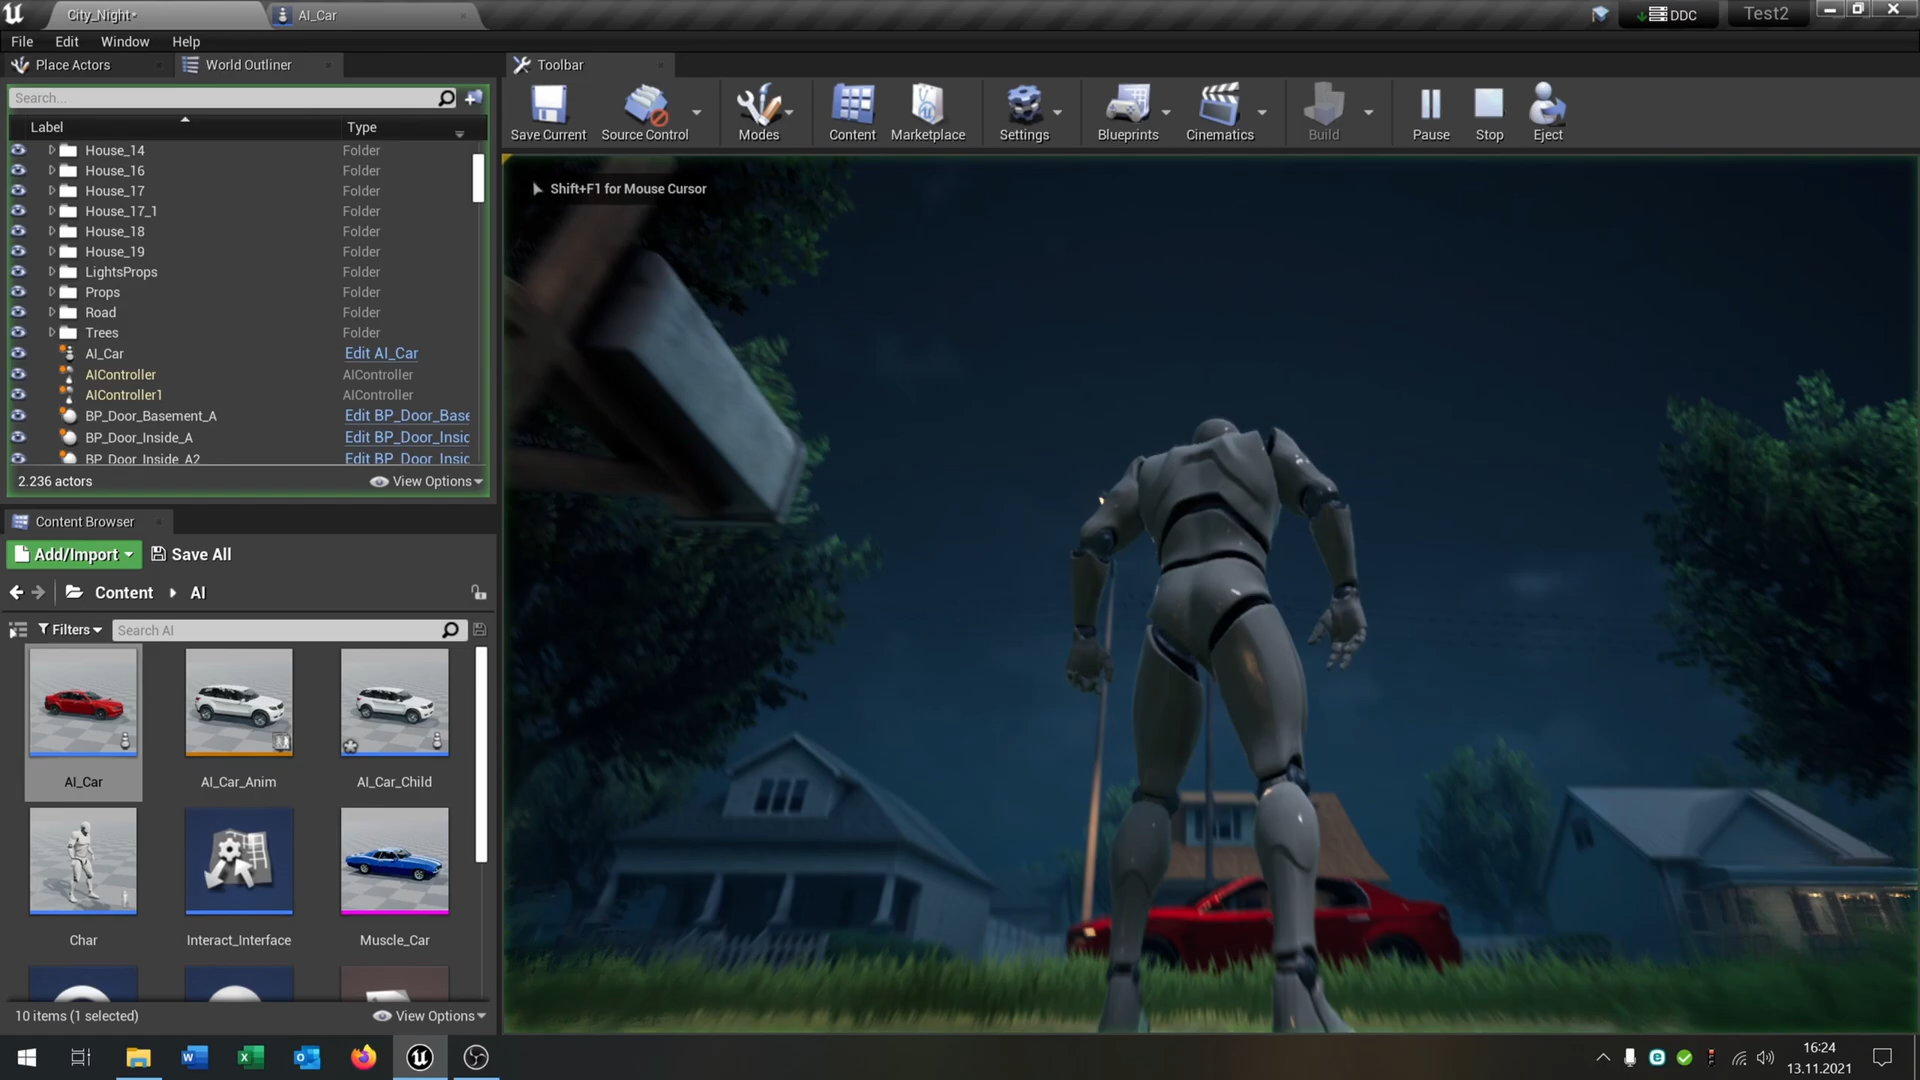 City_Night•
AI_Car
DDC
Test2
File
Edit
Window
Help
Place Actors
World Outliner
Toolbar
Search...
Label
Type
House_14 Folder
House_16 Folder
House_17 Folder
House_17_1 Folder
House_18 Folder
House_19 Folder
LightsProps Folder
Props Folder
Road Folder
Trees Folder
AI_Car Edit AI_Car
AIController AIController
AIController1 AIController
BP_Door_Basement_A Edit BP_Door_Base
BP_Door_Inside_A Edit BP_Door_Insid
BP_Door_Inside_A2 Edit BP_Door_Insid
2.236 actors
View Options
Save Current
Source Control
Modes
Content
Marketplace
Settings
Blueprints
Cinematics
Build
Pause
Stop
Eject
Shift+F1 for Mouse Cursor
Content Browser
Add/Import
Save All
Content
AI
Filters
Search AI
AI_Car
AI_Car_Anim
AI_Car_Child
Char
Interact_Interface
Muscle_Car
10 items (1 selected)
View Options
16:24
13.11.2021